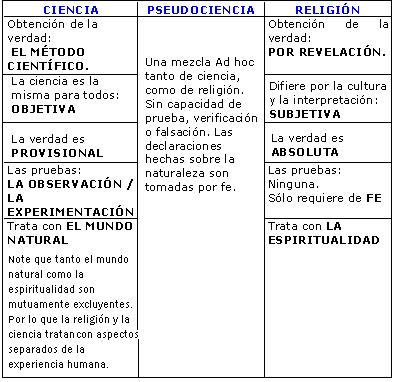 CIENCIA
PSEUDOCIENCIA
RELIGIÓN
Obtención de la
verdad:
EL MÉTODO
CIENTÍFICO.
La ciencia es la
misma para todos:
OBJETIVA
La verdad es
PROVISIONAL
Las pruebas:
LA OBSERVACIÓN /
LA
EXPERIMENTACIÓN
Trata con EL MUNDO
NATURAL
Note que tanto el mundo
natural como la
espiritualidad son
mutuamente excluyentes.
Por lo que la religión y la
ciencia tratan con aspectos
separados de la
experiencia humana.
Una mezcla Ad hoc
tanto de ciencia,
como de religión.
Sin capacidad de
prueba, verificación
o falsación. Las
declaraciones
hechas sobre la
naturaleza son
tomadas por fe.
Obtención de la
verdad:
POR REVELACIÓN.
Difiere por la cultura
y la interpretación:
SUBJETIVA
La verdad es
ABSOLUTA
Las pruebas:
Ninguna.
Sólo requiere de FE
Trata con LA
ESPIRITUALIDAD